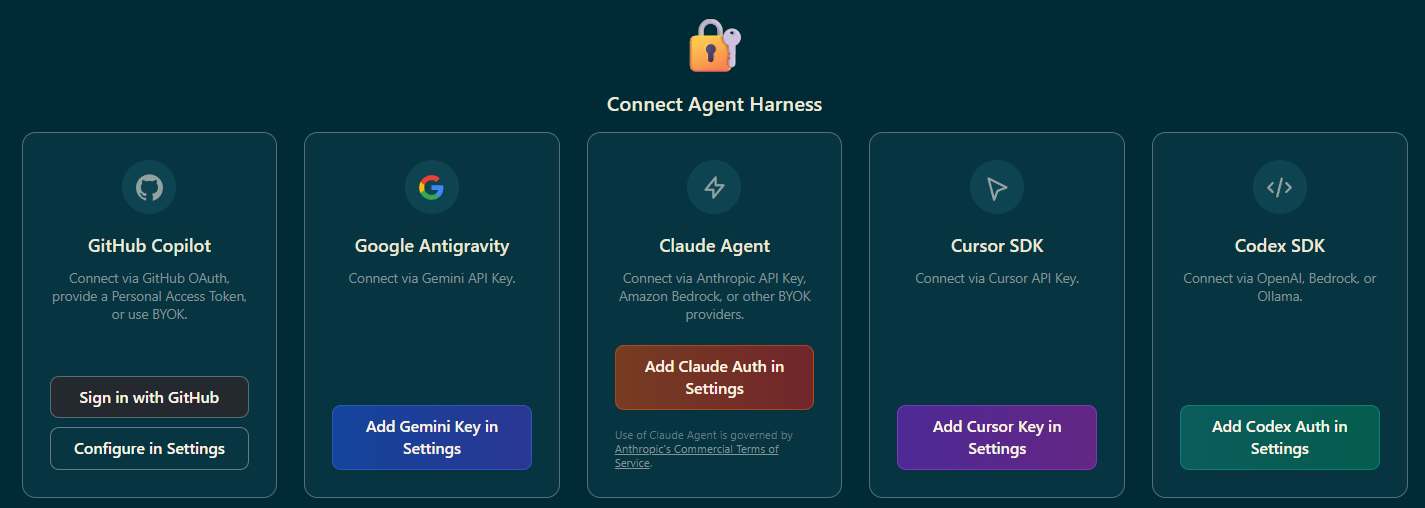 Connect Agent Harness
GitHub Copilot
Connect via GitHub OAuth,
provide a Personal Access Token,
or use BYOK.
Sign in with GitHub
Configure in Settings
Google Antigravity
Connect via Gemini API Key.
Add Gemini Key in
Settings
Claude Agent
Connect via Anthropic API Key,
Amazon Bedrock, or other BYOK
providers.
Add Claude Auth in
Settings
Use of Claude Agent is governed by
Anthropic's Commercial Terms of
Service.
Cursor SDK
Connect via Cursor API Key.
Add Cursor Key in
Settings
Codex SDK
Connect via OpenAI, Bedrock, or
Ollama.
Add Codex Auth in
Settings